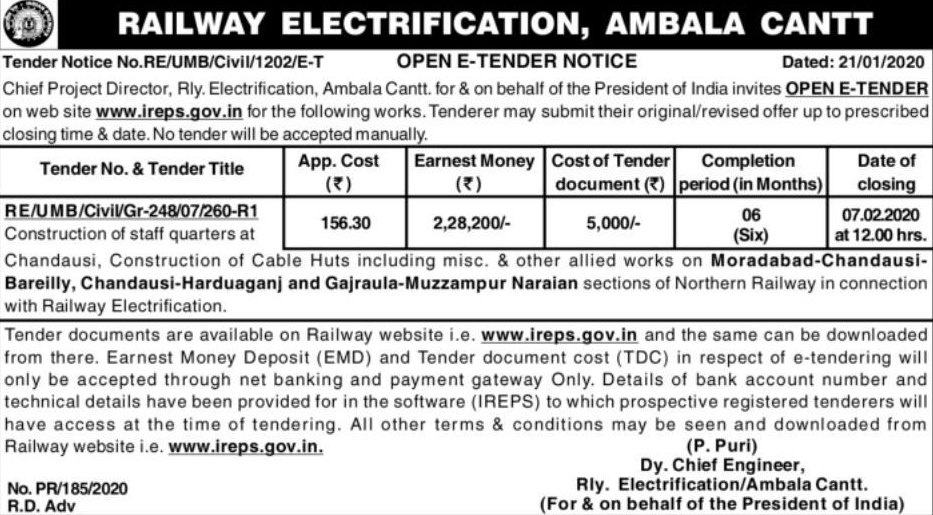 RAILWAY ELECTRIFICATION, AMBALA CANTT
Tender Notice No.RE/UMB/Civil/1202/E-T OPEN E-TENDER NOTICE Dated: 21/01/2020
Chief Project Director, Rly. Electrification, Ambala Cantt. for & on behalf of the President of India invites OPEN E-TENDER
on web site www.ireps.gov.in for the following works. Tenderer may submit their original/revised offer up to prescribed
closing time & date. No tender will be accepted manually.
Tender No. & Tender Title
App. Cost
(₹)
Earnest Money
(₹)
Cost of Tender
document (₹)
Completion
period (in Months)
Date of
closing
RE/UMB/Civil/Gr-248/07/260-R1
Construction of staff quarters at
156.30
2,28,200/-
5,000/-
06
(Six)
07.02.2020
at 12.00 hrs.
Chandausi, Construction of Cable Huts including misc. & other allied works on Moradabad-Chandausi-
Bareilly, Chandausi-Harduaganj and Gajraula-Muzzampur Naraian sections of Northern Railway in connection
with Railway Electrification.
Tender documents are available on Railway website i.e. www.ireps.gov.in and the same can be downloaded
from there. Earnest Money Deposit (EMD) and Tender document cost (TDC) in respect of e-tendering will
only be accepted through net banking and payment gateway Only. Details of bank account number and
technical details have been provided for in the software (IREPS) to which prospective registered tenderers will
have access at the time of tendering. All other terms & conditions may be seen and downloaded from
Railway website i.e. www.ireps.gov.in.
(P. Puri)
Dy. Chief Engineer,
Rly. Electrification/Ambala Cantt.
(For & on behalf of the President of India)
No. PR/185/2020
R.D. Adv